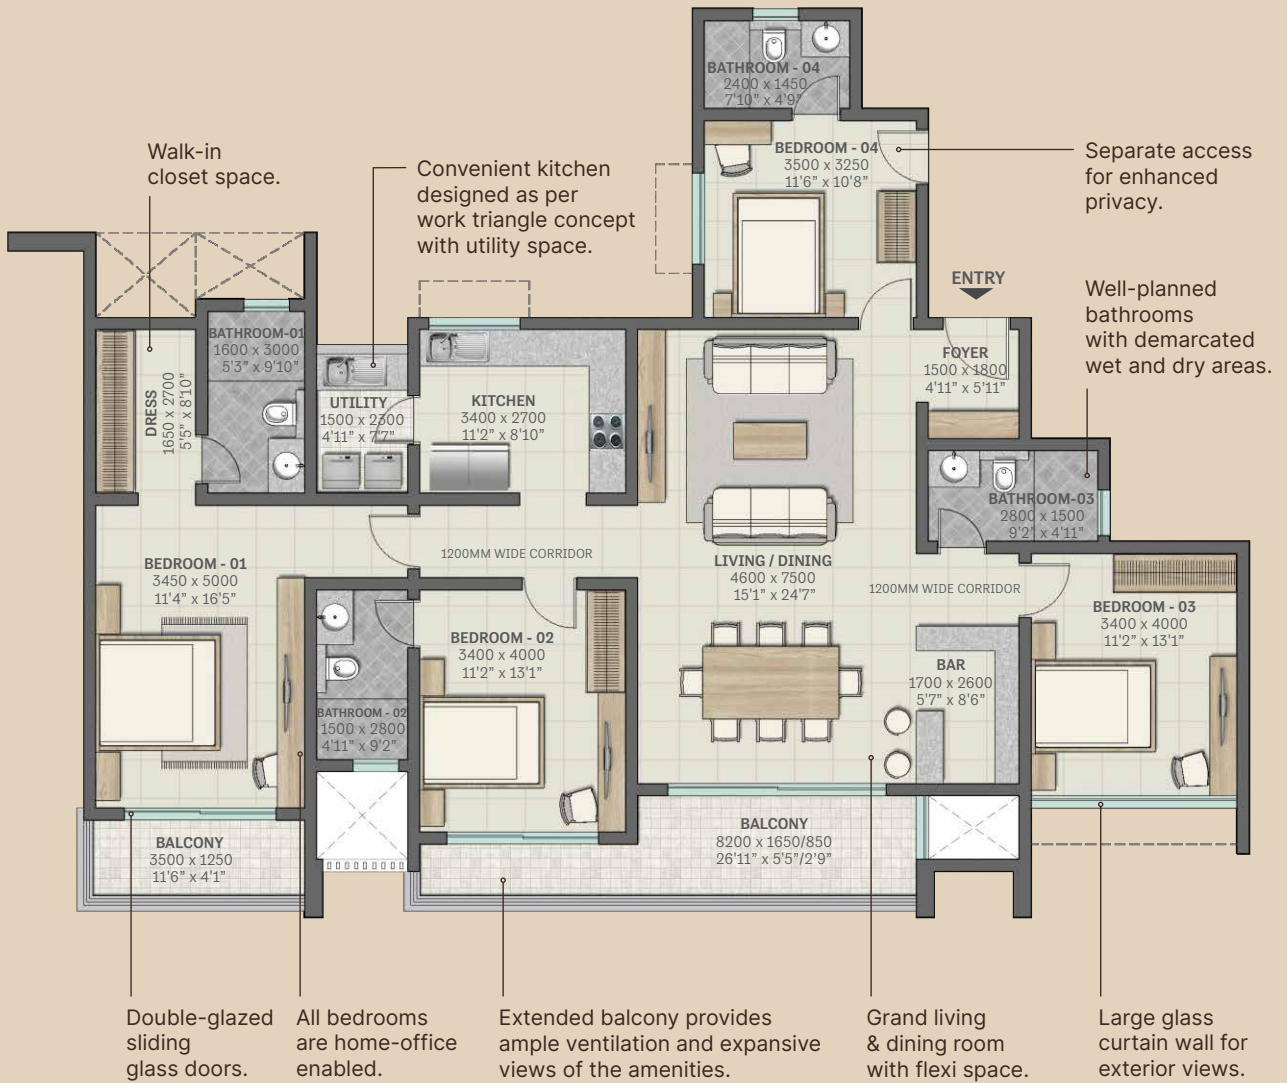 BATHROOM - 04
2400 x 1450
7'10" x 4'9"
Walk-in
closet space.
Convenient kitchen
designed as per
work triangle concept
with utility space.
BEDROOM - 04
3500 x 3250
11'6" x 10'8"
Separate access
for enhanced
privacy.
ENTRY
Well-planned
bathrooms
with demarcated
wet and dry areas.
BATHROOM-01
1600 x 3000
5'3" x 9'10"
DRESS
1650 x 2700
5'5" x 8'10"
UTILITY
1500 x 2300
4'11" x 7'7"
KITCHEN
3400 x 2700
11'2" x 8'10"
FOYER
1500 x 1800
4'11" x 5'11"
BATHROOM-03
2800 x 1500
9'2" x 4'11"
BEDROOM - 01
3450 x 5000
11'4" x 16'5"
1200MM WIDE CORRIDOR
LIVING / DINING
4600 x 7500
15'1" x 24'7"
1200MM WIDE CORRIDOR
BEDROOM - 03
3400 x 4000
11'2" x 13'1"
BEDROOM - 02
3400 x 4000
11'2" x 13'1"
BAR
1700 x 2600
5'7" x 8'6"
BATHROOM - 02
1500 x 2800
4'11" x 9'2"
BALCONY
3500 x 1250
11'6" x 4'1"
BALCONY
8200 x 1650/850
26'11" x 5'5"/2'9"
Double-glazed
sliding
glass doors.
All bedrooms
are home-office
enabled.
Extended balcony provides
ample ventilation and expansive
views of the amenities.
Grand living
& dining room
with flexi space.
Large glass
curtain wall for
exterior views.